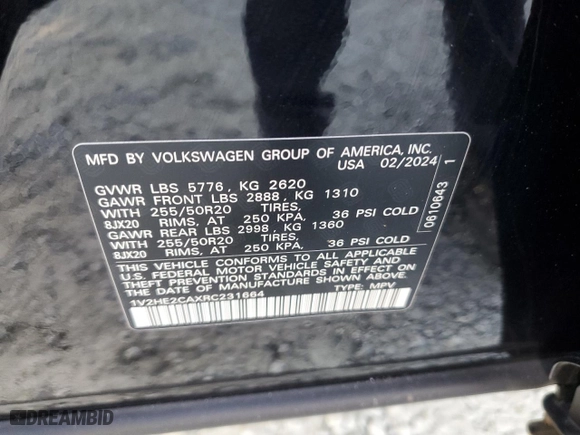 MFD BY VOLKSWAGEN GROUP OF AMERICA, INC.
USA 02/2024
GVWR LBS 5776 , KG 2620
GAWR FRONT LBS 2888 , KG 1310
WITH 255/50R20 TIRES,
8JX20 RIMS, AT 250 KPA, 36 PSI COLD
GAWR REAR LBS 2998 , KG 1360
WITH 255/50R20 TIRES,
8JX20 RIMS, AT 250 KPA, 36 PSI COLD
THIS VEHICLE CONFORMS TO ALL APPLICABLE
U.S. FEDERAL MOTOR VEHICLE SAFETY AND
THEFT PREVENTION STANDARDS IN EFFECT ON
THE DATE OF MANUFACTURE SHOWN ABOVE.
1V2HE2CAXRC231664 TYPE: MPV
0610643 1
DREAMBID